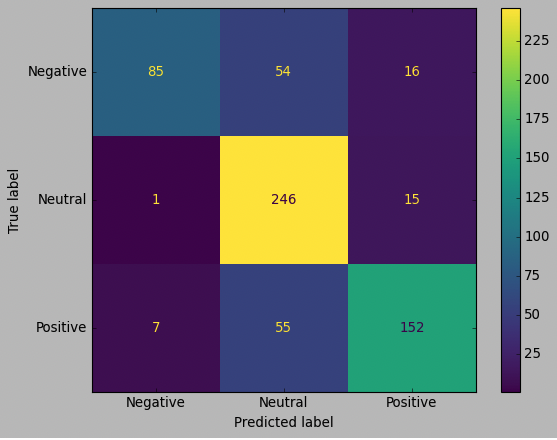 Negative 85 54 16
Neutral 1 246 15
Positive 7 55 152
Negative Neutral Positive
Predicted label
True label
225
200
175
150
125
100
75
50
25